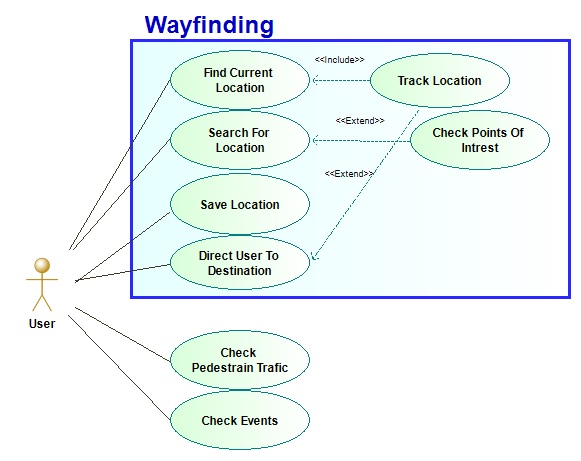 Wayfinding
Find Current
Location
<<Include>>
Track Location
Search For
Location
<<Extend>>
Check Points Of
Intrest
<<Extend>>
Save Location
Direct User To
Destination
User
Check
Pedestrain Trafic
Check Events